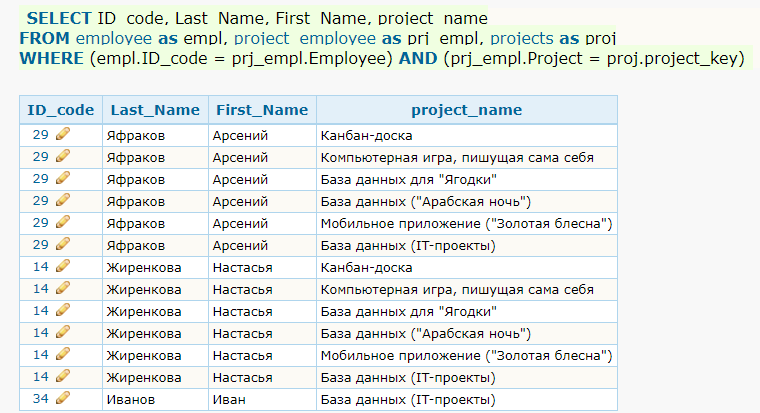 SELECT ID_code, Last_Name, First_Name, project_name
FROM employee as empl, project_employee as prj_empl, projects as proj
WHERE (empl.ID_code = prj_empl.Employee) AND (prj_empl.Project = proj.project_key)
ID_code Last_Name First_Name project_name
29 Яфраков Арсений Канбан-доска
29 Яфраков Арсений Компьютерная игра, пишущая сама себя
29 Яфраков Арсений База данных для "Ягодки"
29 Яфраков Арсений База данных ("Арабская ночь")
29 Яфраков Арсений Мобильное приложение ("Золотая блесна")
29 Яфраков Арсений База данных (IT-проекты)
14 Жиренкова Настасья Канбан-доска
14 Жиренкова Настасья Компьютерная игра, пишущая сама себя
14 Жиренкова Настасья База данных для "Ягодки"
14 Жиренкова Настасья База данных ("Арабская ночь")
14 Жиренкова Настасья Мобильное приложение ("Золотая блесна")
14 Жиренкова Настасья База данных (IT-проекты)
34 Иванов Иван База данных (IT-проекты)